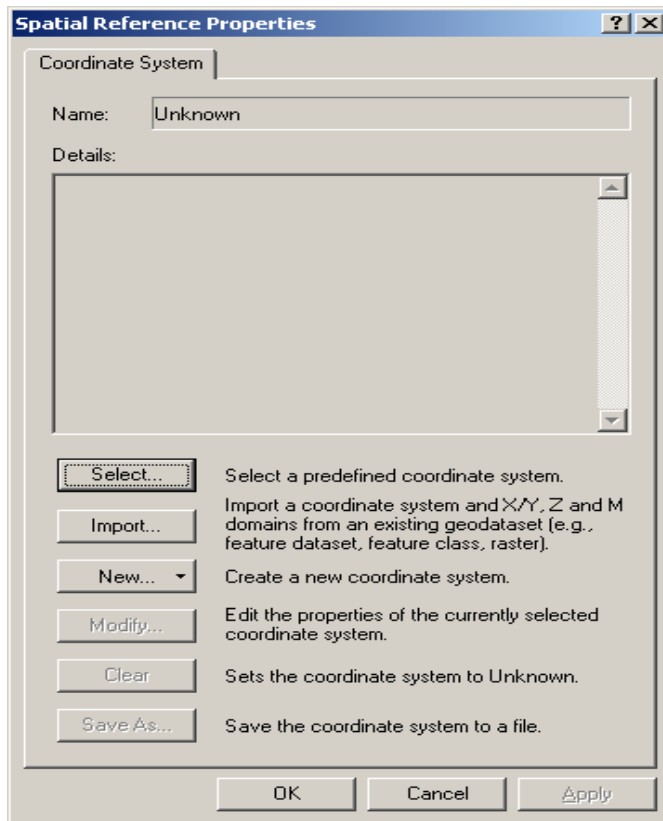 Spatial Reference Properties
Coordinate System
Name: Unknown
Details:
Select... Select a predefined coordinate system.
Import... Import a coordinate system and X/Y, Z and M
domains from an existing geodataset (e.g.,
feature dataset, feature class, raster).
New... Create a new coordinate system.
Modify... Edit the properties of the currently selected
coordinate system.
Clear Sets the coordinate system to Unknown.
Save As... Save the coordinate system to a file.
OK Cancel Apply